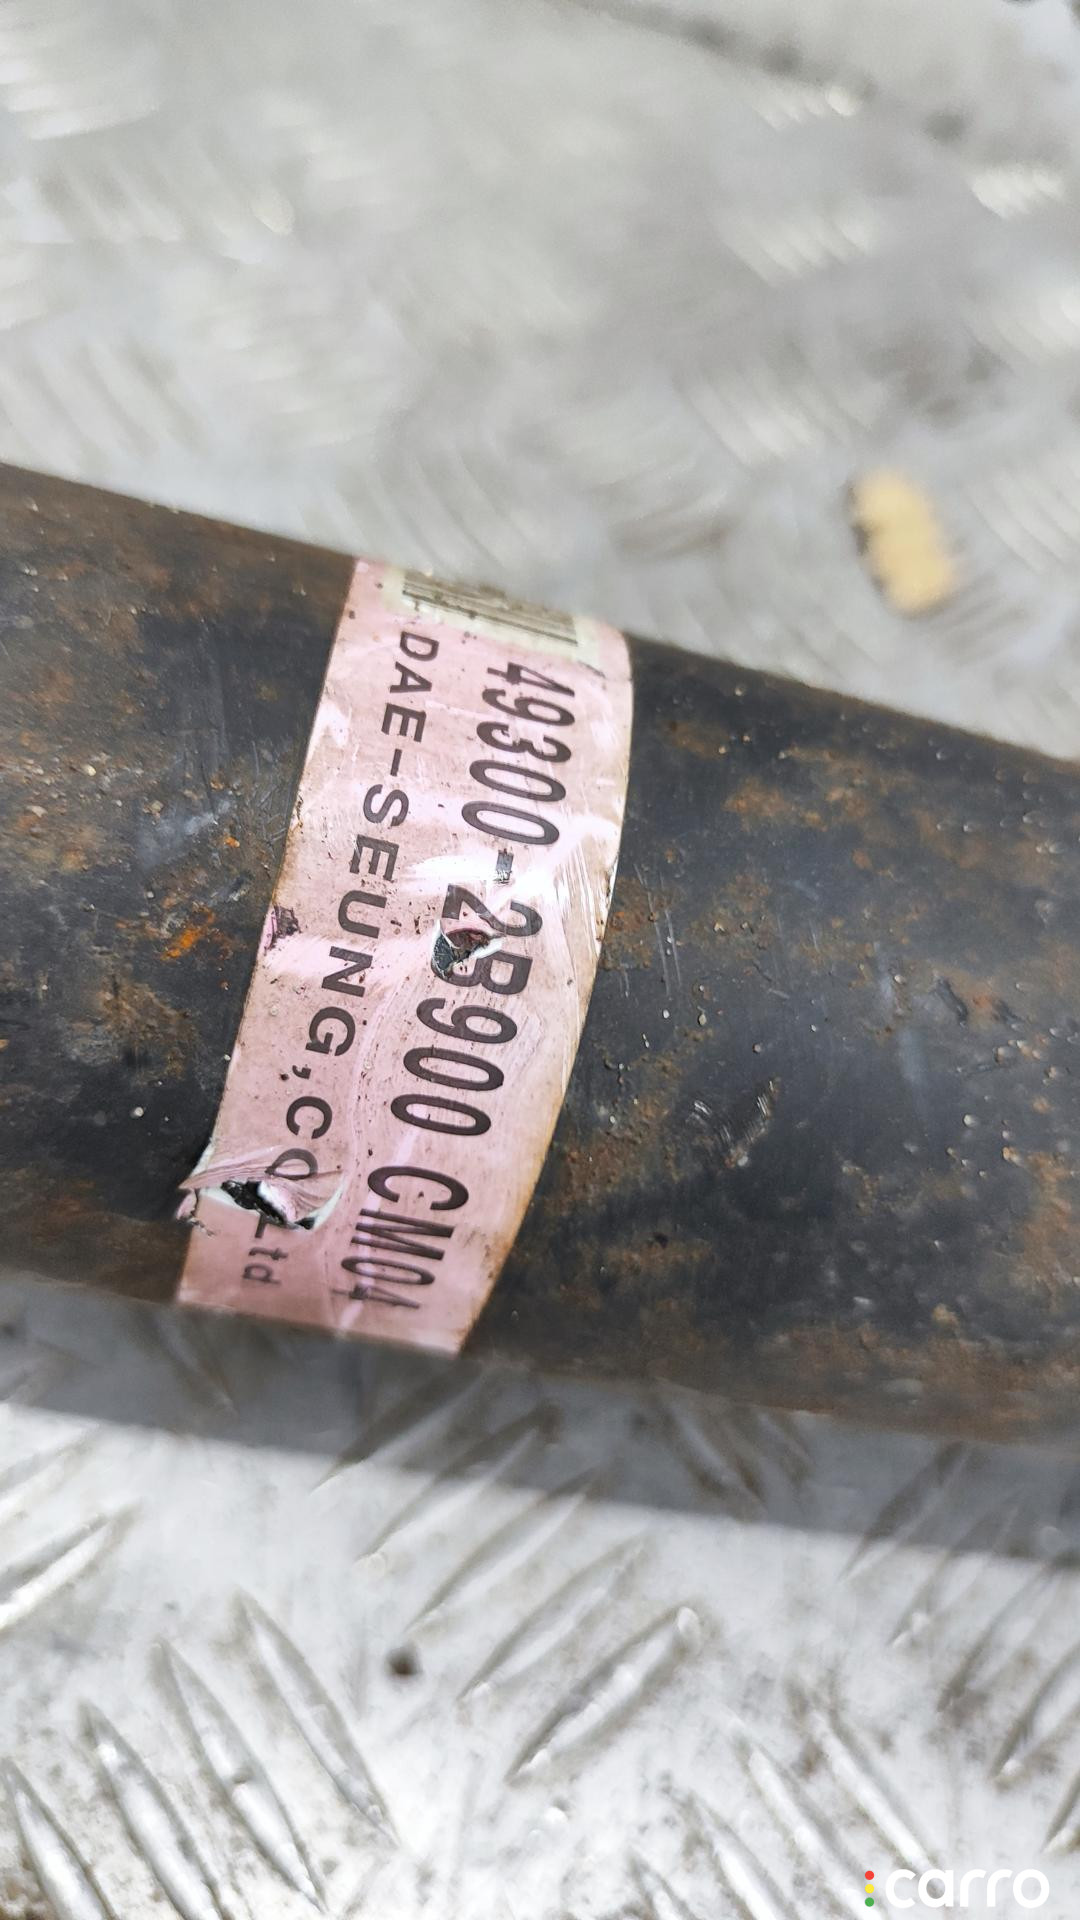 49300-2B900 CM04
DAE-SEUNG,CO Ltd
carro